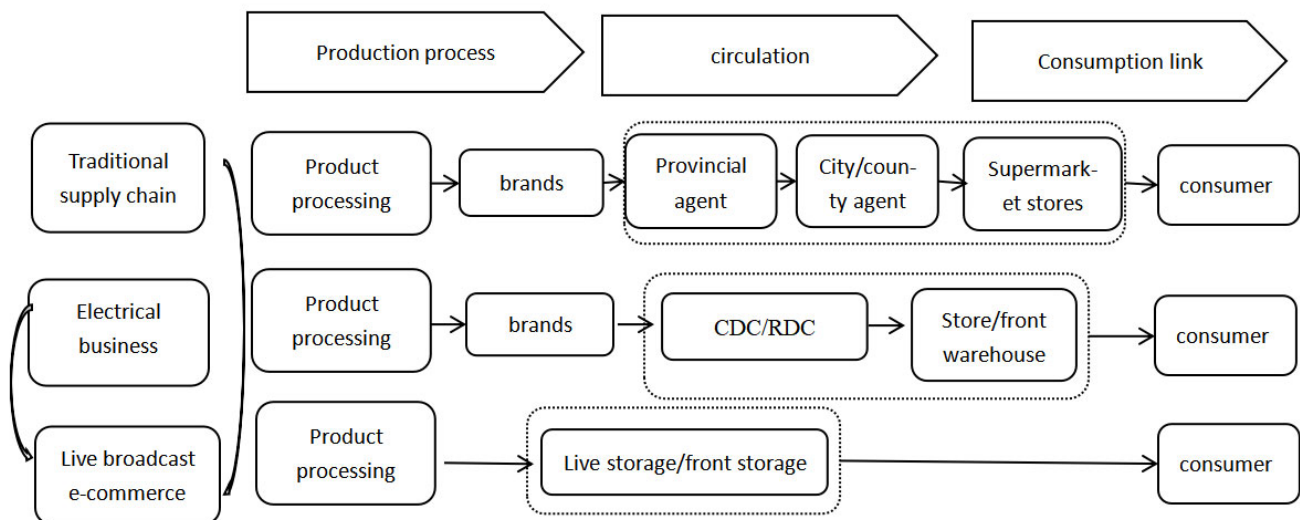 Production process
circulation
Consumption link
Traditional
supply chain
Product
processing
brands
Provincial
agent
City/coun-
ty agent
Supermark-
et stores
consumer
Electrical
business
Product
processing
brands
CDC/RDC
Store/front
warehouse
consumer
Live broadcast
e-commerce
Product
processing
Live storage/front storage
consumer